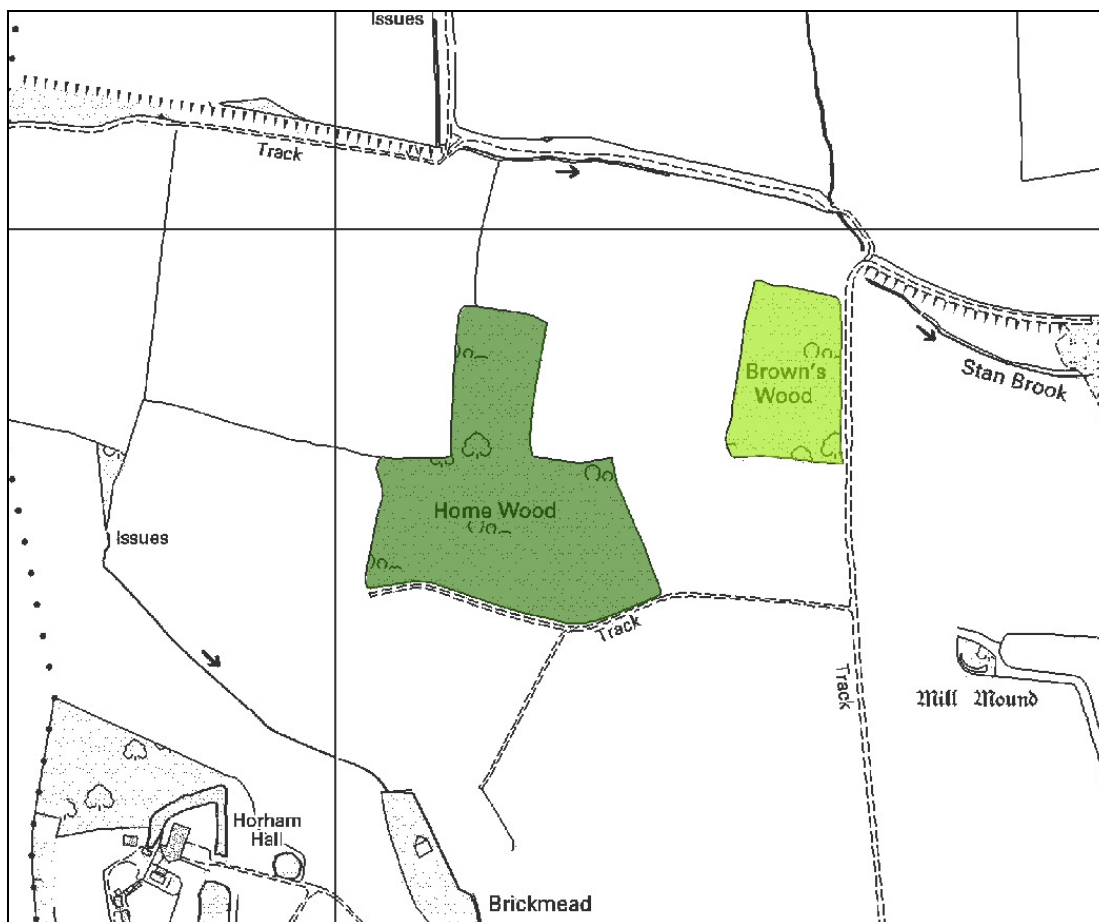 Issues
Track
Stan Brook
Brown's
Wood
Home Wood
Issues
Track
Track
Mill Mound
Horham
Hall
Brickmead